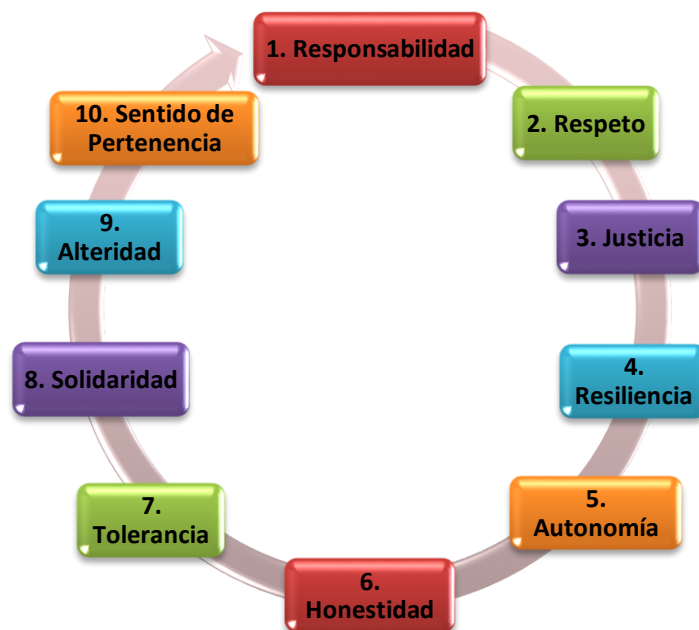 1. Responsabilidad
2. Respeto
3. Justicia
4.
Resiliencia
5.
Autonomía
6.
Honestidad
7.
Tolerancia
8. Solidaridad
9.
Alteridad
10. Sentido de
Pertenencia